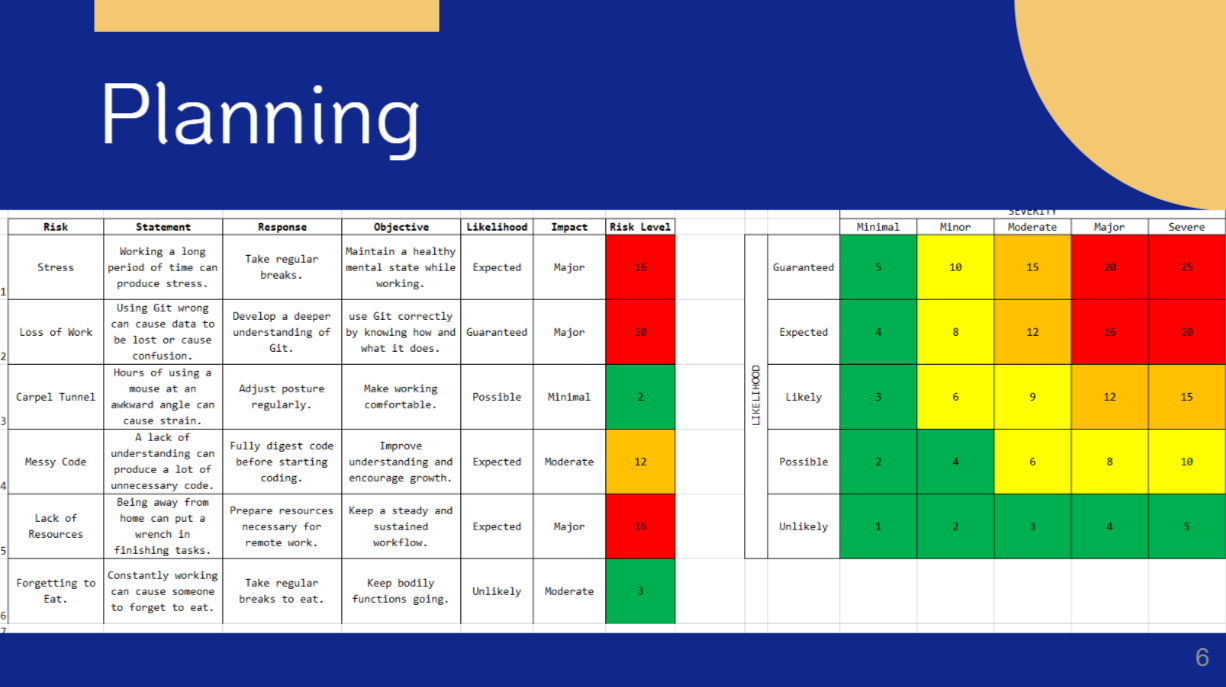 Planning
SEVERITY
Risk Statement Response Objective Likelihood Impact Risk Level
1
Stress
Working a long
period of time can
produce stress.
Take regular
breaks.
Maintain a healthy
mental state while
working.
Expected
Major
16
2
Loss of Work
Using Git wrong
can cause data to
be lost or cause
confusion.
Develop a deeper
understanding of
Git.
use Git correctly
by knowing how and
what it does.
Guaranteed
Major
20
3
Carpel Tunnel
Hours of using a
mouse at an
awkward angle can
cause strain.
Adjust posture
regularly.
Make working
comfortable.
Possible
Minimal
2
4
Messy Code
A lack of
understanding can
produce a lot of
unnecessary code.
Fully digest code
before starting
coding.
Improve
understanding and
encourage growth.
Expected
Moderate
12
5
Lack of
Resources
Being away from
home can put a
wrench in
finishing tasks.
Prepare resources
necessary for
remote work.
Keep a steady and
sustained
workflow.
Expected
Major
16
6
Forgetting to
Eat.
Constantly working
can cause someone
to forget to eat.
Take regular
breaks to eat.
Keep bodily
functions going.
Unlikely
Moderate
3
7
Minimal Minor Moderate Major Severe
LIKELIHOOD
Guaranteed 5 10 15 20 25
Expected 4 8 12 16 20
Likely 3 6 9 12 15
Possible 2 4 6 8 10
Unlikely 1 2 3 4 5
6